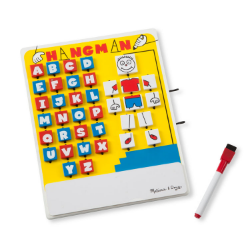 HANGMAN
A B C D
E F G H
I J K L
M N O P
Q R S T
U V W X
Y Z
Melissa & Doug